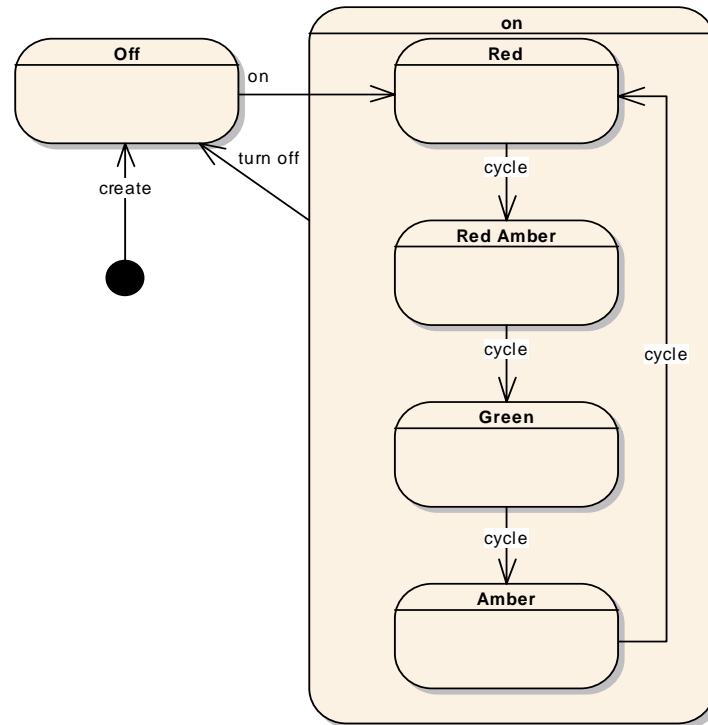 on
Off
Red
on
turn off
cycle
create
Red Amber
cycle
cycle
Green
cycle
Amber